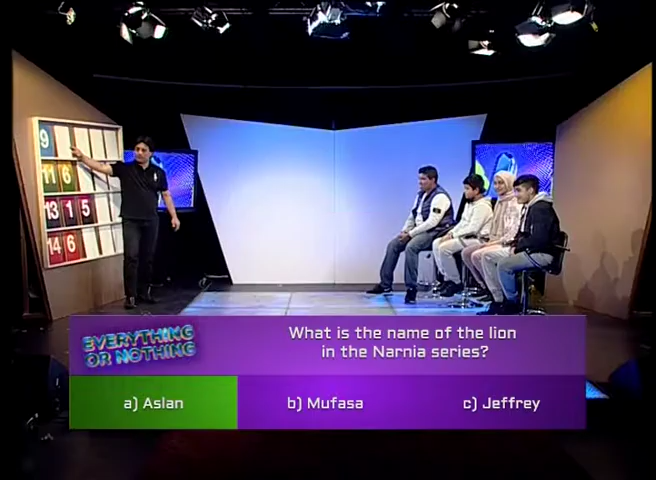 9
11 6
13 1 5
14 6
EVERYTHING
OR NOTHING
What is the name of the lion
in the Narnia series?
a) Aslan
b) Mufasa
c) Jeffrey